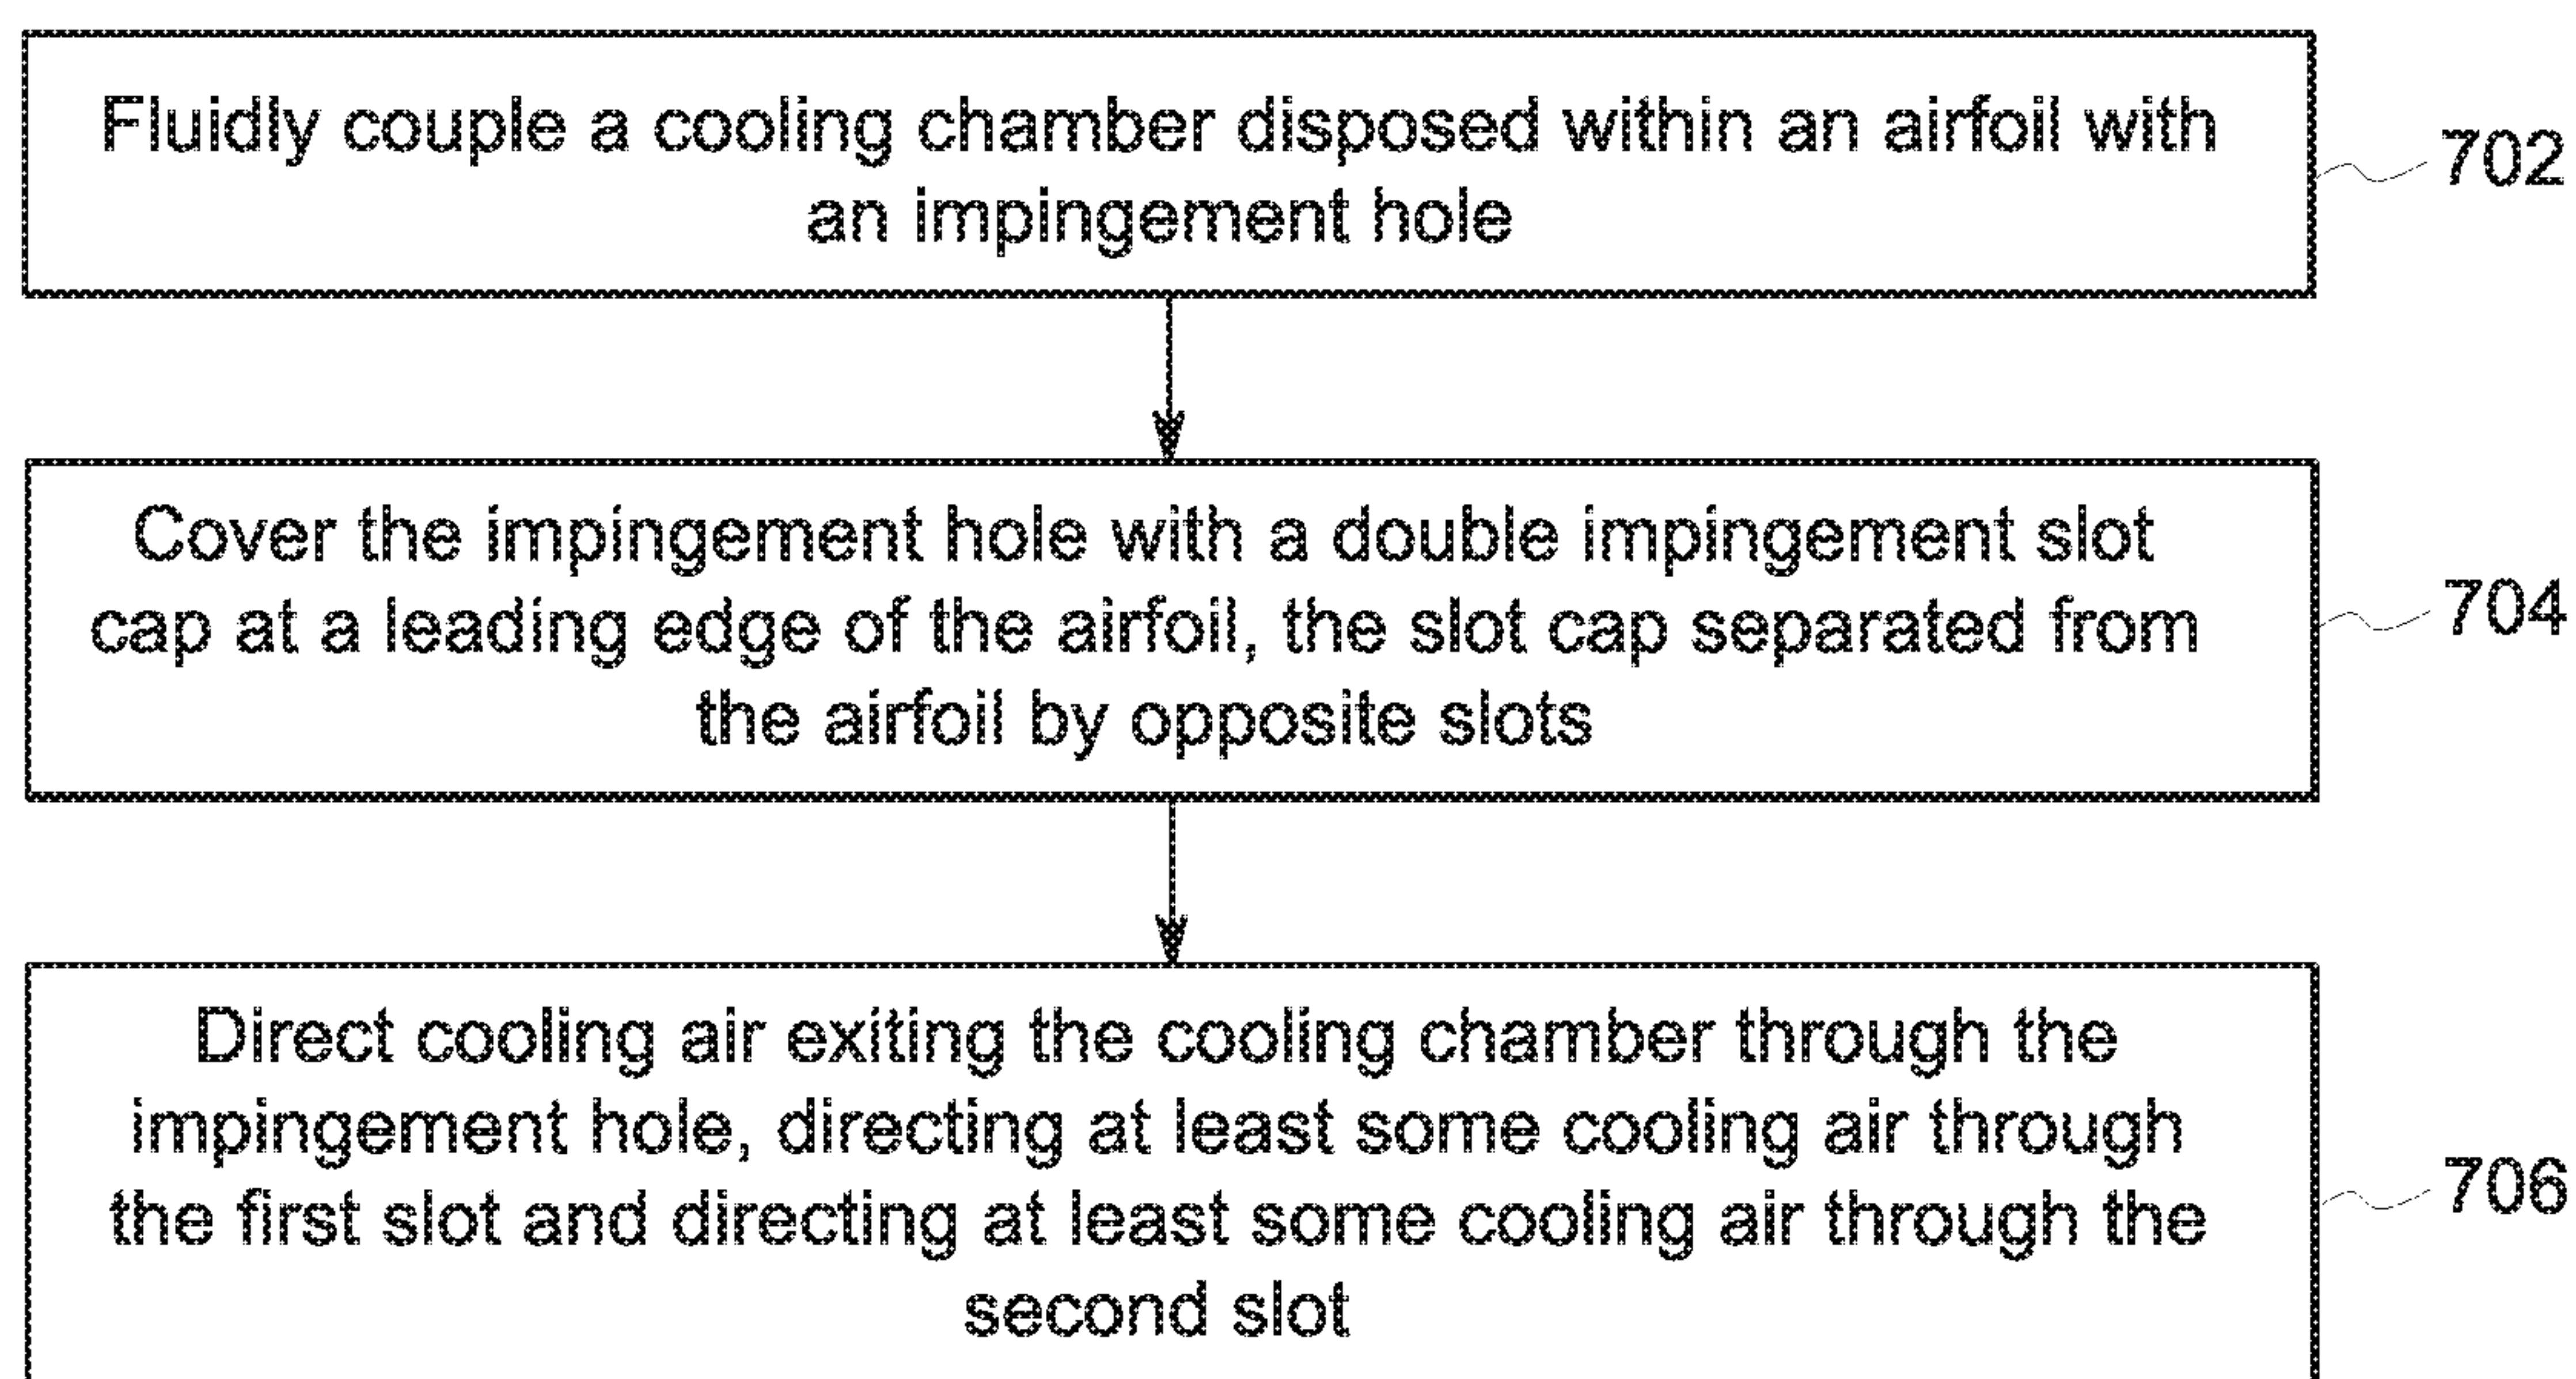 Fluidly couple a cooling chamber disposed within an airfoil with
an impingement hole
702
Cover the impingement hole with a double impingement slot
cap at a leading edge of the airfoil, the slot cap separated from
the airfoil by opposite slots
704
Direct cooling air exiting the cooling chamber through the
impingement hole, directing at least some cooling air through
the first slot and directing at least some cooling air through the
second slot
706